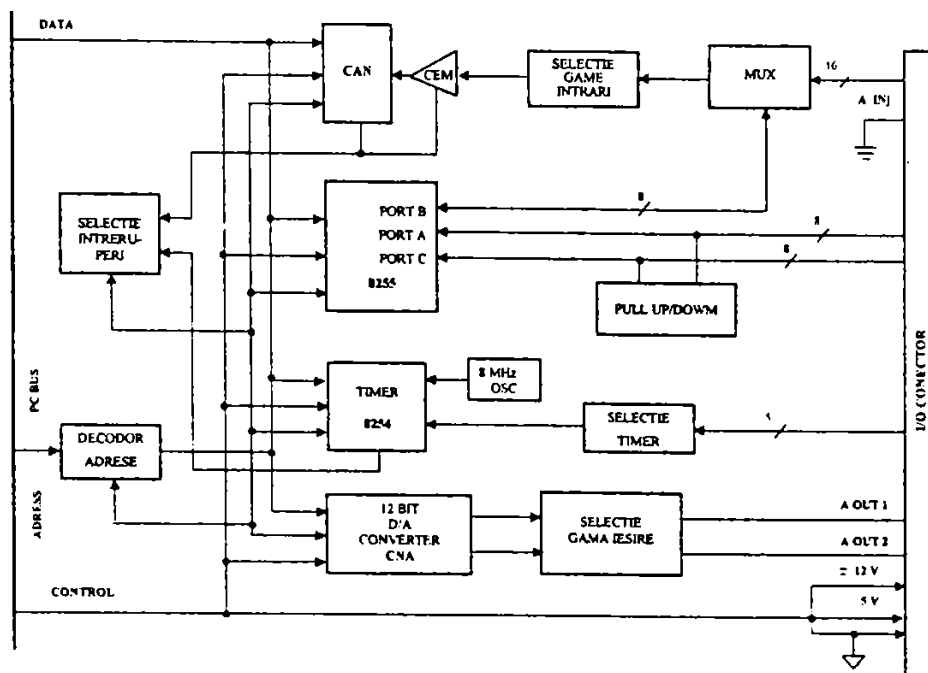 DATA
CAN
CEM
SELECTIE
GAME
INTRARI
MUX
16
A INJ
SELECTIE
INTRERU-
PERI
PORT B
PORT A
PORT C
8255
8
8
8
PULL UP/DOWM
I/O CONECTOR
PC BUS
TIMER
8254
8 MHz
OSC
SELECTIE
TIMER
5
DECODOR
ADRESE
ADRESS
12 BIT
D/A
CONVERTER
CNA
SELECTIE
GAMA IESIRE
A OUT 1
A OUT 2
12 V
5 V
CONTROL